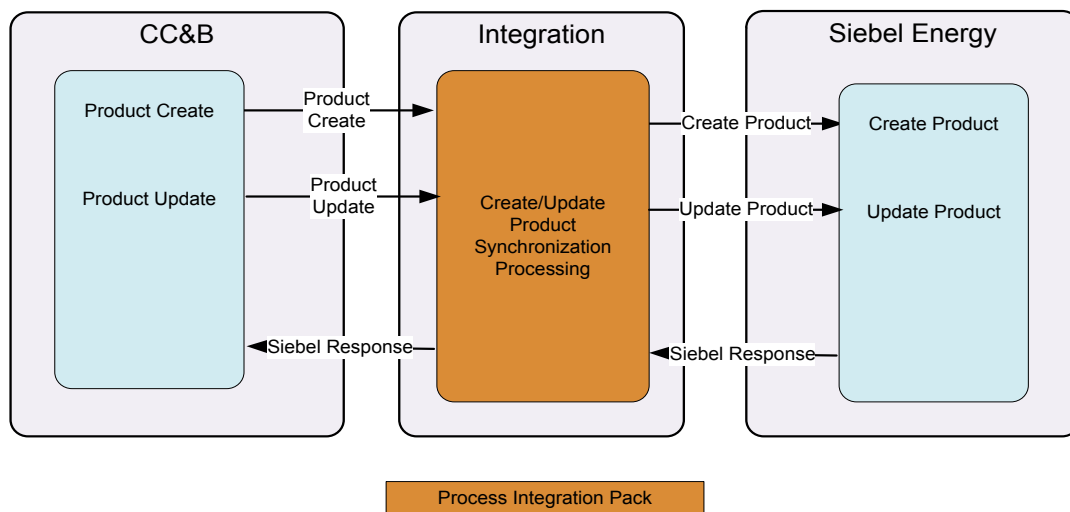 CC&B
Integration
Siebel Energy
Product Create
Product
Create
Create Product
Create Product
Product Update
Product
Update
Create/Update
Product
Synchronization
Processing
Update Product
Update Product
Siebel Response
Siebel Response
Process Integration Pack